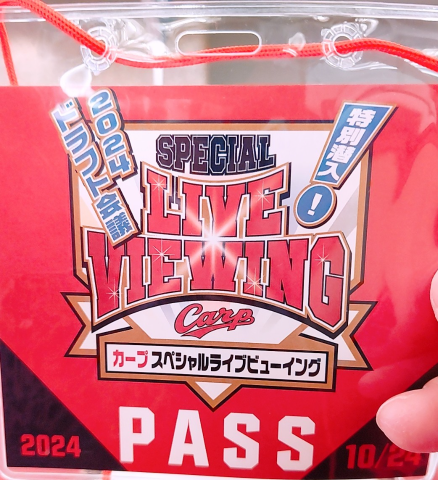 2024
ドラフト会議
特別潜入!
SPECIAL
LIVE
VIEWING
Carp
カープ スペシャルライブビューイング
PASS
2024
10/24